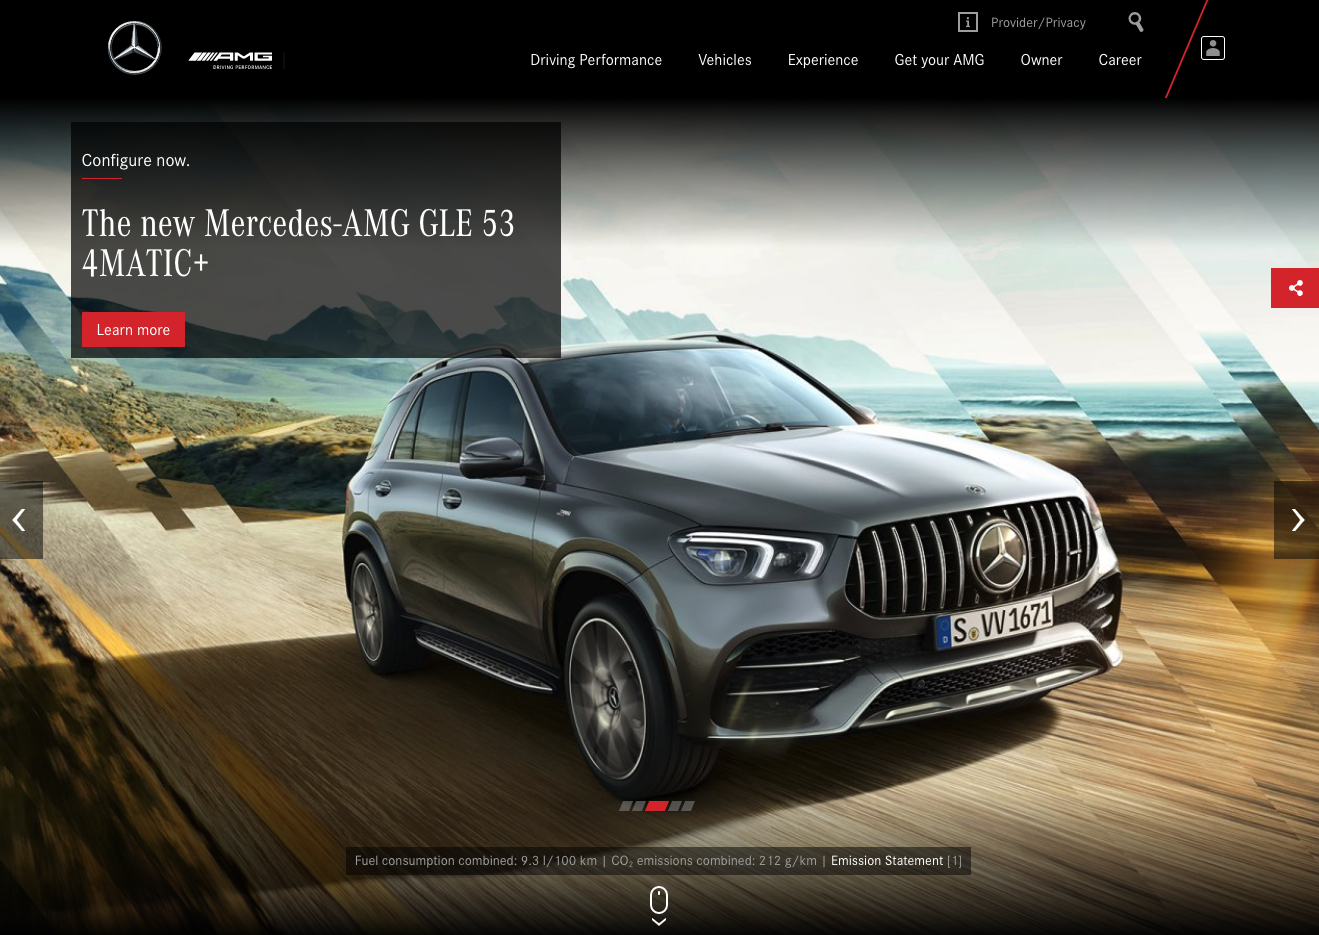 Provider/Privacy
AMG
DRIVING PERFORMANCE
Driving Performance Vehicles Experience Get your AMG Owner Career
Configure now.
The new Mercedes-AMG GLE 53
4MATIC+
Learn more
D S VV 1671
Fuel consumption combined: 9.3 l/100 km | CO₂ emissions combined: 212 g/km | Emission Statement [1]